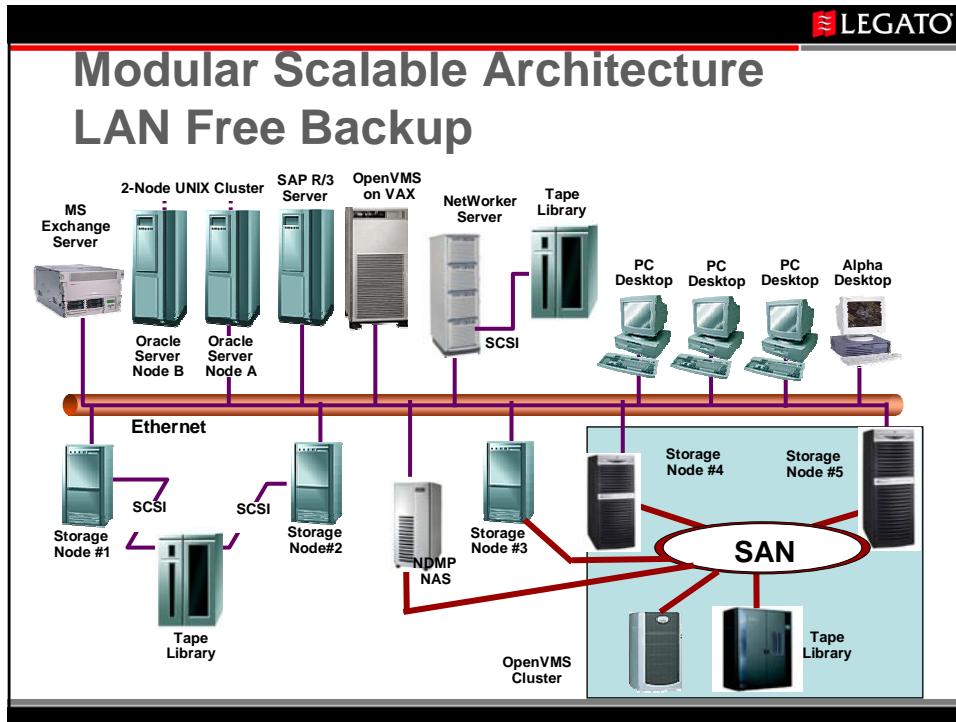 LEGATO
Modular Scalable Architecture
LAN Free Backup
MS
Exchange
Server
2-Node UNIX Cluster
SAP R/3
Server
OpenVMS
on VAX
NetWorker
Server
Tape
Library
PC
Desktop
PC
Desktop
PC
Desktop
Alpha
Desktop
Oracle
Server
Node B
Oracle
Server
Node A
SCSI
Ethernet
Storage
Node #1
SCSI
SCSI
Storage
Node#2
NDMP
NAS
Storage
Node #3
Storage
Node #4
Storage
Node #5
SAN
Tape
Library
OpenVMS
Cluster
Tape
Library